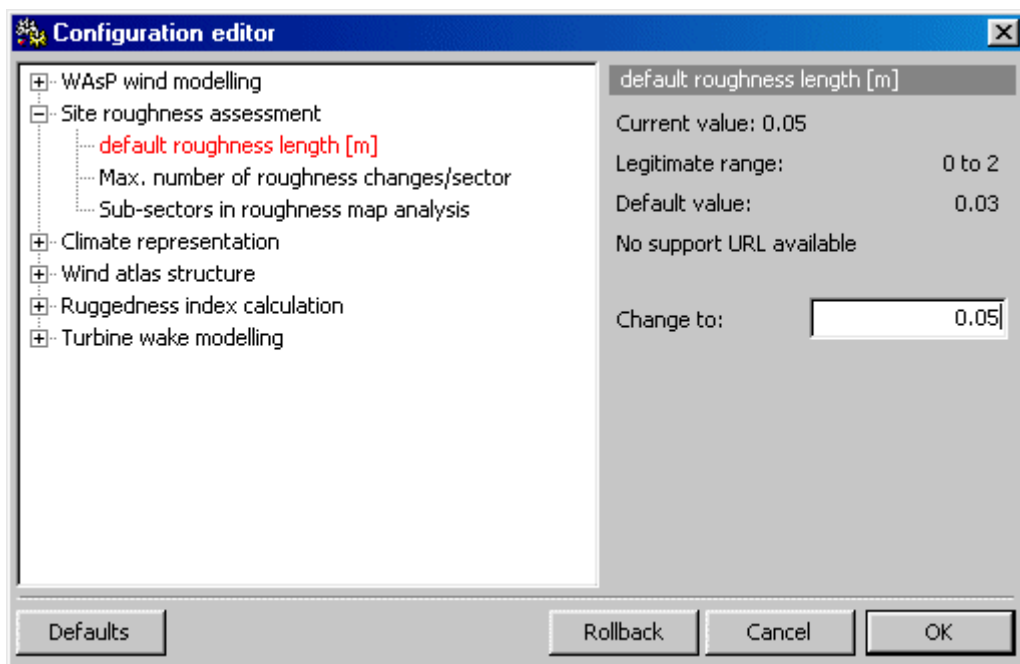 Configuration editor
WAsP wind modelling
Site roughness assessment
default roughness length [m]
Max. number of roughness changes/sector
Sub-sectors in roughness map analysis
Climate representation
Wind atlas structure
Ruggedness index calculation
Turbine wake modelling
default roughness length [m]
Current value: 0.05
Legitimate range: 0 to 2
Default value: 0.03
No support URL available
Change to: 0.05
Defaults Rollback Cancel OK